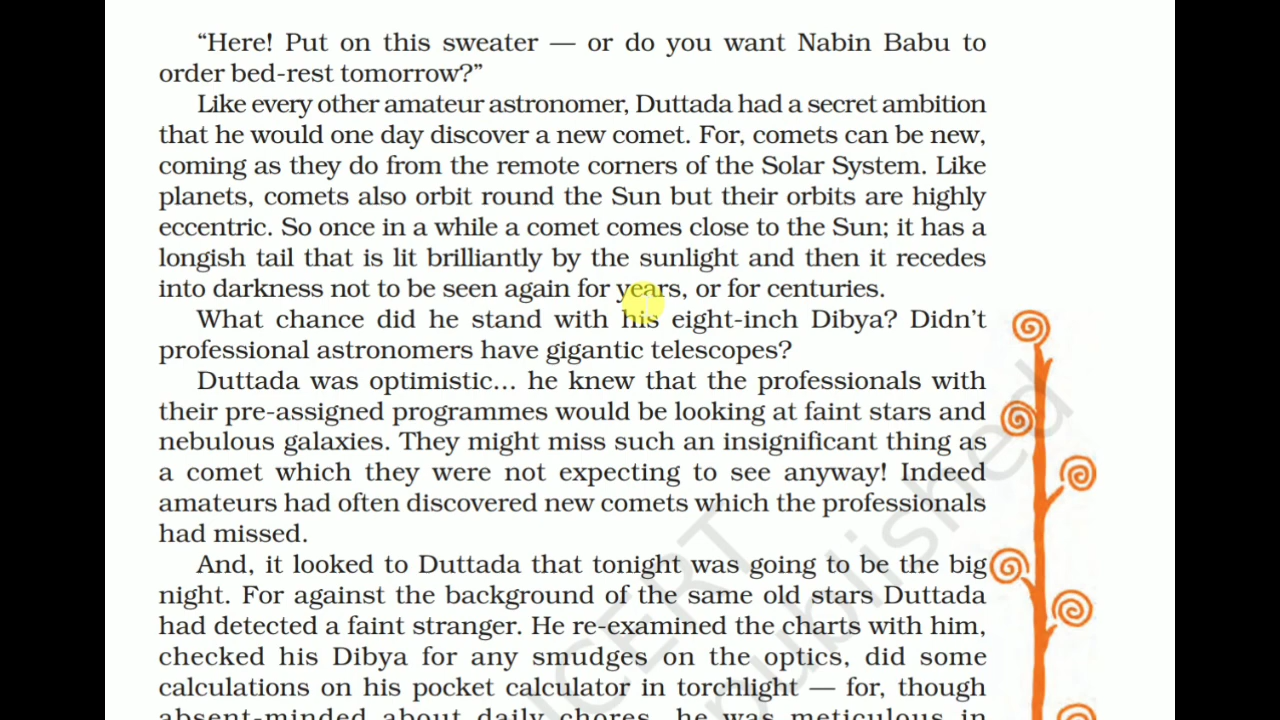 “Here! Put on this sweater — or do you want Nabin Babu to
order bed-rest tomorrow?”
Like every other amateur astronomer, Duttada had a secret ambition
that he would one day discover a new comet. For, comets can be new,
coming as they do from the remote corners of the Solar System. Like
planets, comets also orbit round the Sun but their orbits are highly
eccentric. So once in a while a comet comes close to the Sun; it has a
longish tail that is lit brilliantly by the sunlight and then it recedes
into darkness not to be seen again for years, or for centuries.
What chance did he stand with his eight-inch Dibya? Didn’t
professional astronomers have gigantic telescopes?
Duttada was optimistic... he knew that the professionals with
their pre-assigned programmes would be looking at faint stars and
nebulous galaxies. They might miss such an insignificant thing as
a comet which they were not expecting to see anyway! Indeed
amateurs had often discovered new comets which the professionals
had missed.
And, it looked to Duttada that tonight was going to be the big
night. For against the background of the same old stars Duttada
had detected a faint stranger. He re-examined the charts with him,
checked his Dibya for any smudges on the optics, did some
calculations on his pocket calculator in torchlight — for, though
absent-minded about daily chores, he was meticulous in
NCERT
published